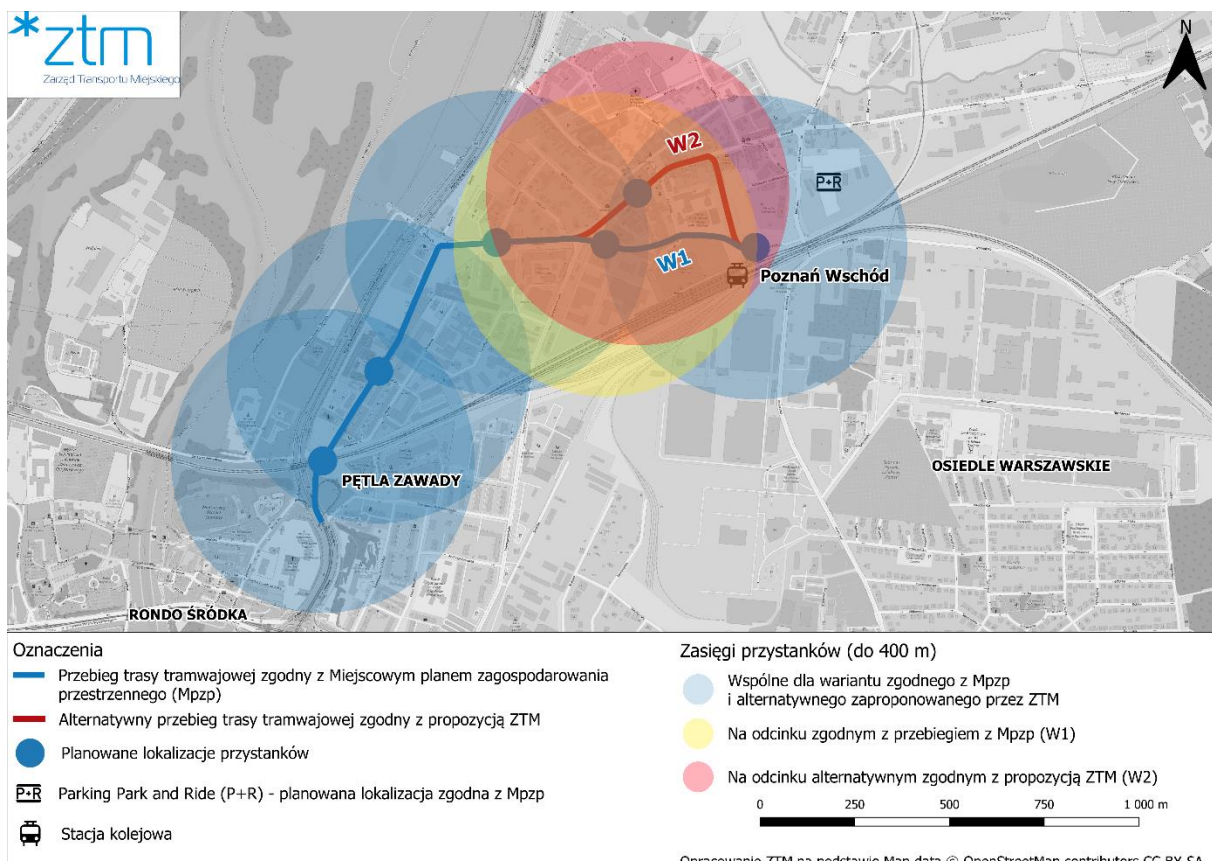 *ztm
Zarząd Transportu Miejskiego
N
W2
P+R
W1
Poznań Wschód
PĘTLA ZAWADY
OSIEDLE WARSZAWSKIE
RONDO ŚRÓDKA
Oznaczenia
Przebieg trasy tramwajowej zgodny z Miejscowym planem zagospodarowania
przestrzennego (Mpzp)
Alternatywny przebieg trasy tramwajowej zgodny z propozycją ZTM
Planowane lokalizacje przystanków
P+R Parking Park and Ride (P+R) - planowana lokalizacja zgodna z Mpzp
Stacja kolejowa
Zasięgi przystanków (do 400 m)
Wspólne dla wariantu zgodnego z Mpzp
i alternatywnego zaproponowanego przez ZTM
Na odcinku zgodnym z przebiegiem z Mpzp (W1)
Na odcinku alternatywnym zgodnym z propozycją ZTM (W2)
0 250 500 750 1 000 m
Opracowanie ZTM na podstawie Map data © OpenStreetMap contributors CC-BY-SA